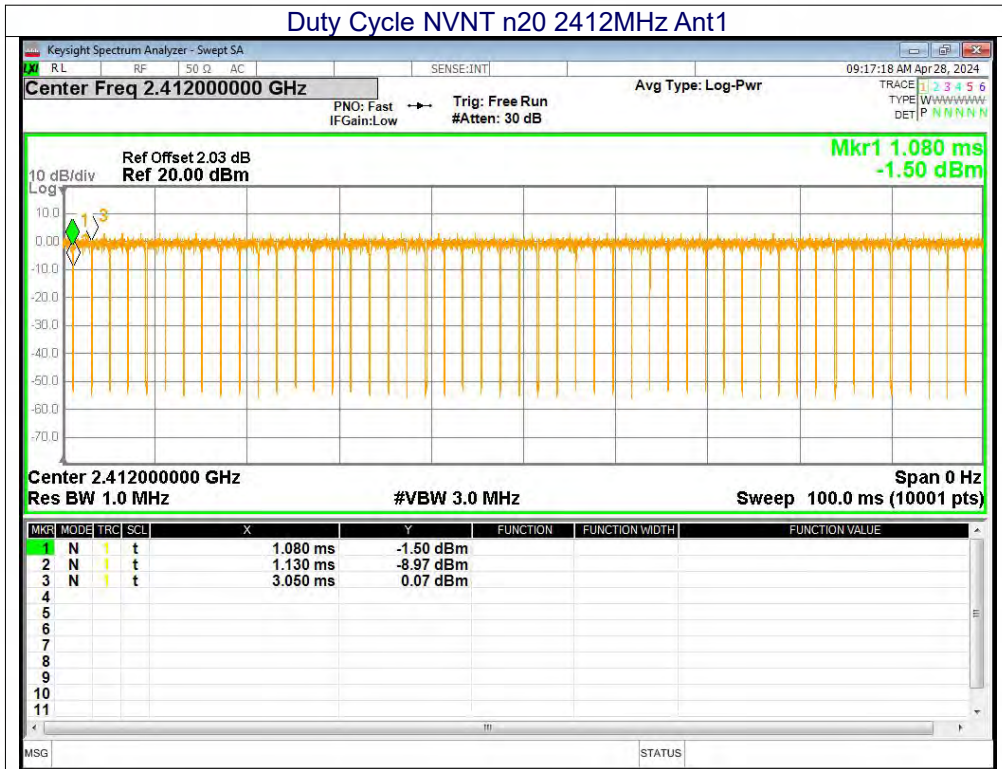 Duty Cycle NVNT n20 2412MHz Ant1
Keysight Spectrum Analyzer - Swept SA
LXI RL RF 50 Ω AC SENSE:INT 09:17:18 AM Apr 28, 2024
Center Freq 2.412000000 GHz
PNO: Fast
IFGain:Low
Trig: Free Run
#Atten: 30 dB
Avg Type: Log-Pwr
TRACE 1 2 3 4 5 6
TYPE WWWWWWW
DET P N N N N N
Mkr1 1.080 ms
-1.50 dBm
Ref Offset 2.03 dB
10 dB/div Ref 20.00 dBm
Log
10.0
0.00
-10.0
-20.0
-30.0
-40.0
-50.0
-60.0
-70.0
1
3
Center 2.412000000 GHz Span 0 Hz
Res BW 1.0 MHz #VBW 3.0 MHz Sweep 100.0 ms (10001 pts)
MKR MODE TRC SCL X Y FUNCTION FUNCTION WIDTH FUNCTION VALUE
1 N 1 t 1.080 ms -1.50 dBm
2 N 1 t 1.130 ms -8.97 dBm
3 N 1 t 3.050 ms 0.07 dBm
4
5
6
7
8
9
10
11
MSG STATUS